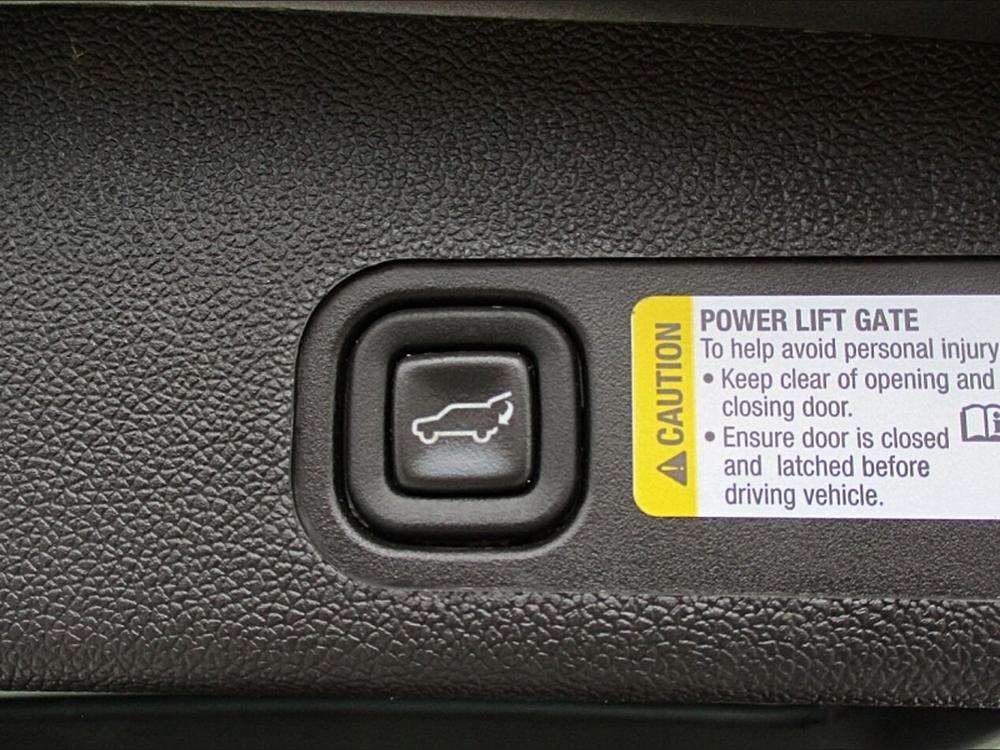 CAUTION
POWER LIFT GATE
To help avoid personal injury
• Keep clear of opening and
closing door.
• Ensure door is closed
and latched before
driving vehicle.